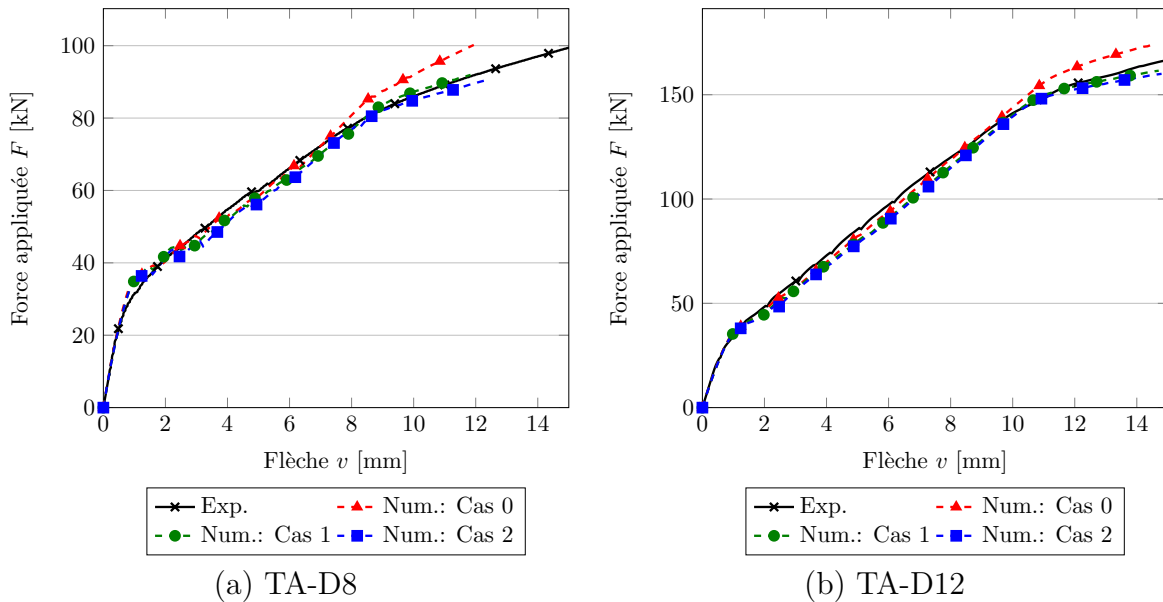 0
20
40
60
80
100
0
2
4
6
8
10
12
14
Force appliquée F [kN]
Flèche v [mm]
Exp.
Num.: Cas 0
Num.: Cas 1
Num.: Cas 2
(a) TA-D8
0
50
100
150
0
2
4
6
8
10
12
14
Force appliquée F [kN]
Flèche v [mm]
Exp.
Num.: Cas 0
Num.: Cas 1
Num.: Cas 2
(b) TA-D12